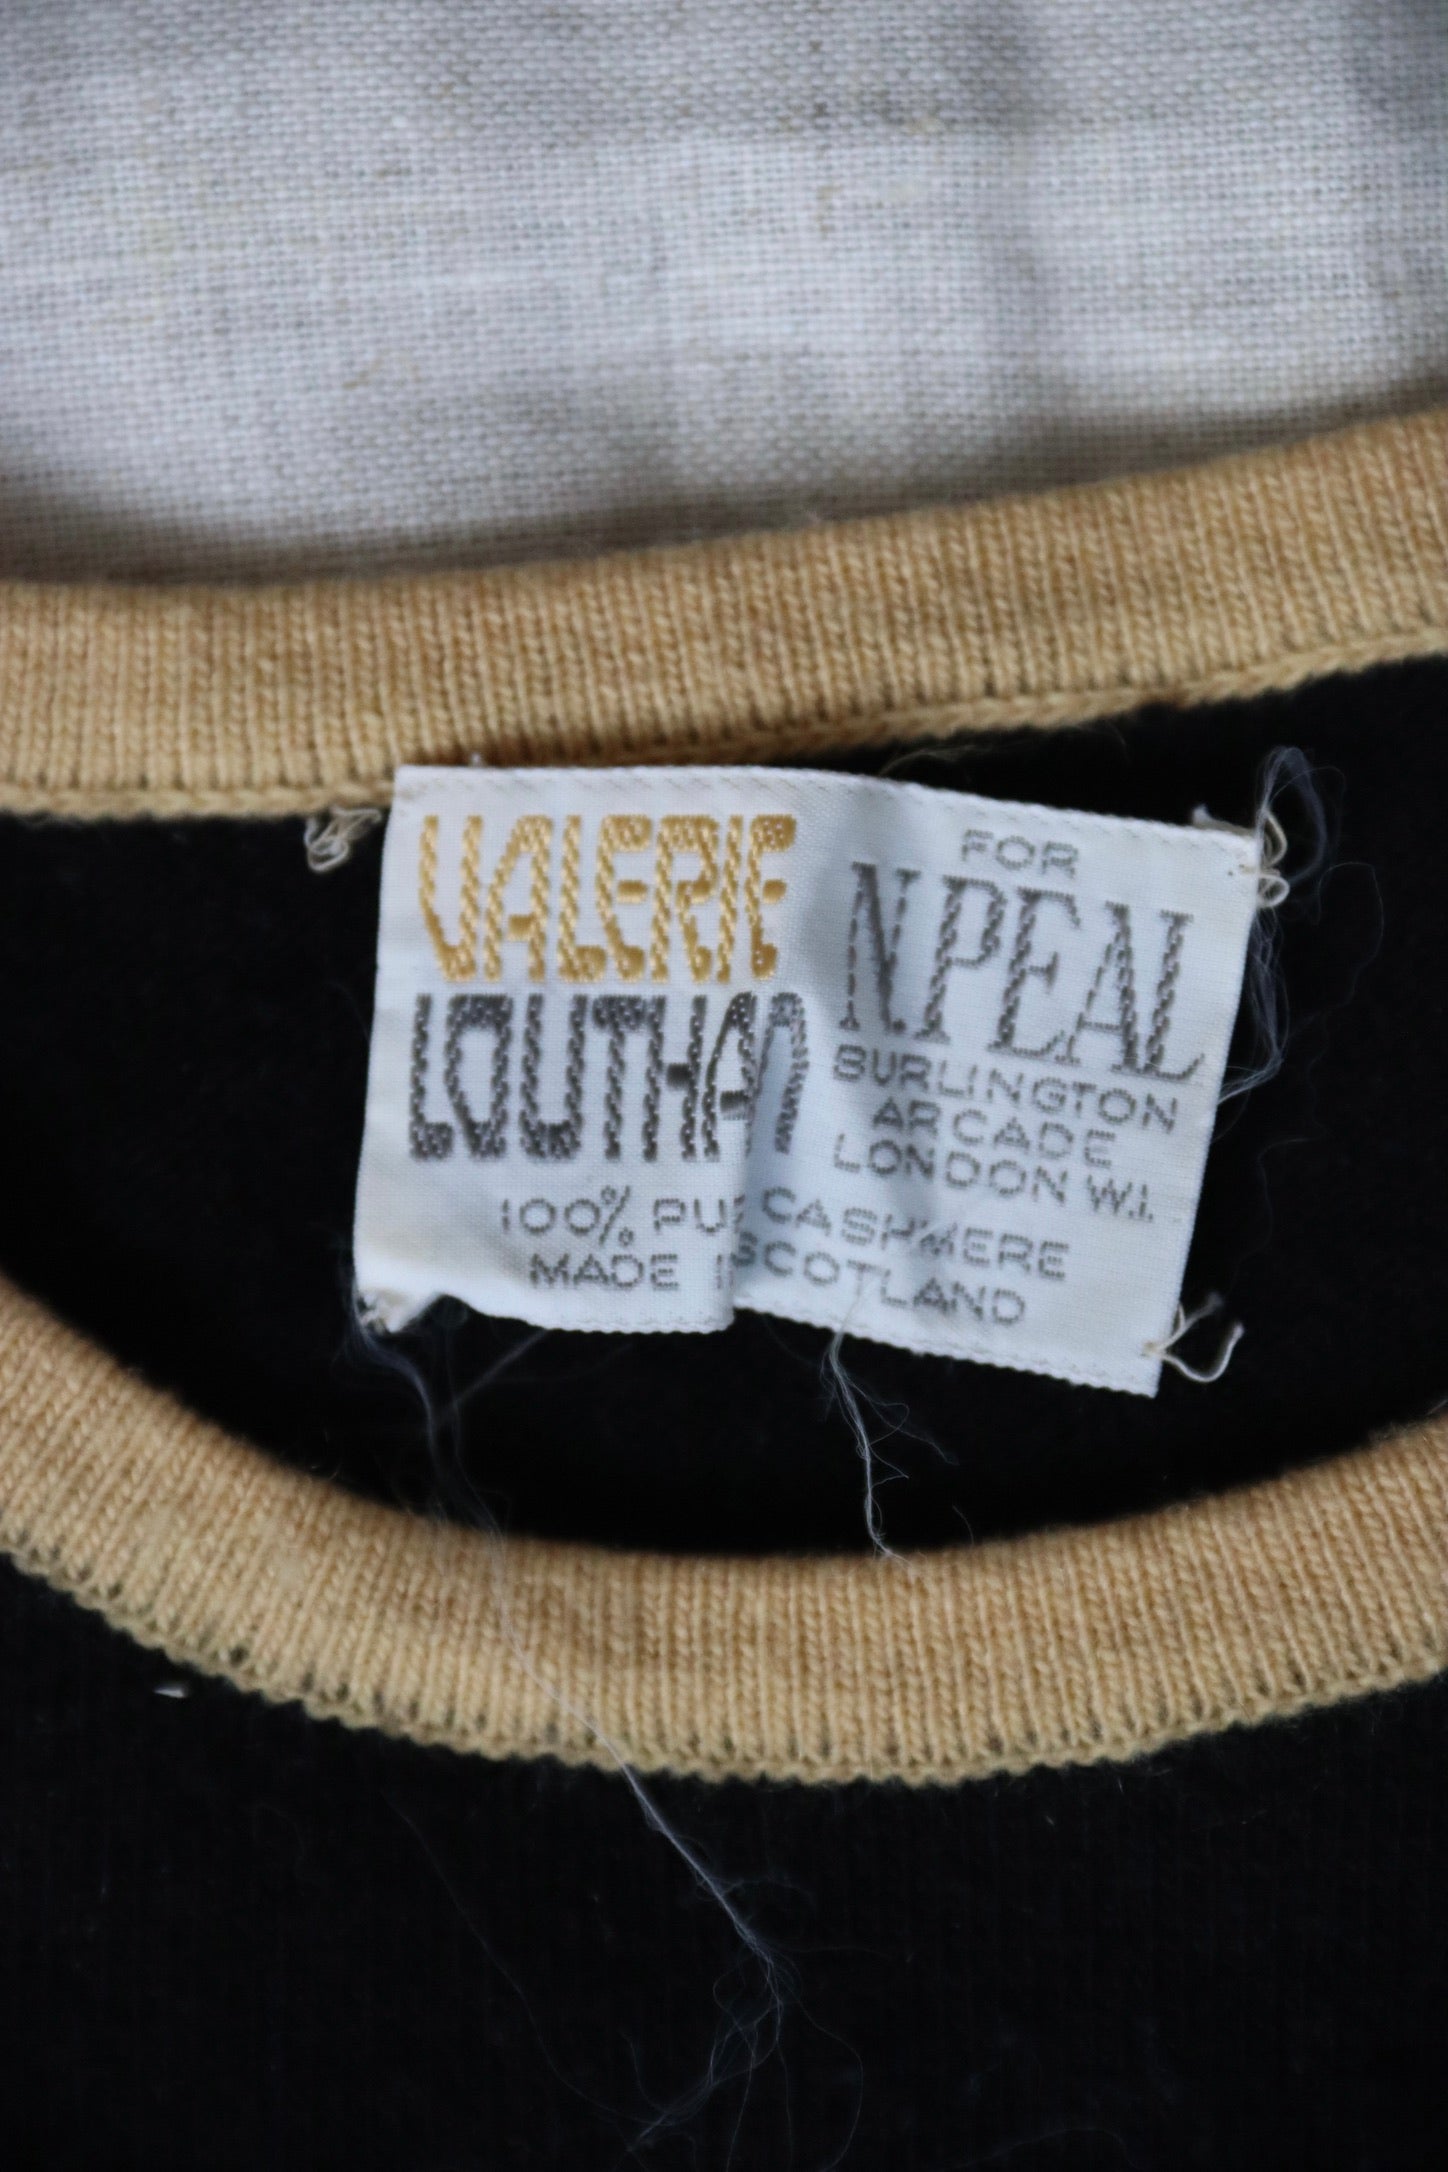 VALERIE
LOUTHAN
FOR
N.PEAL
BURLINGTON
ARCADE
LONDON W.1.
100% PU CASHMERE
MADE SCOTLAND